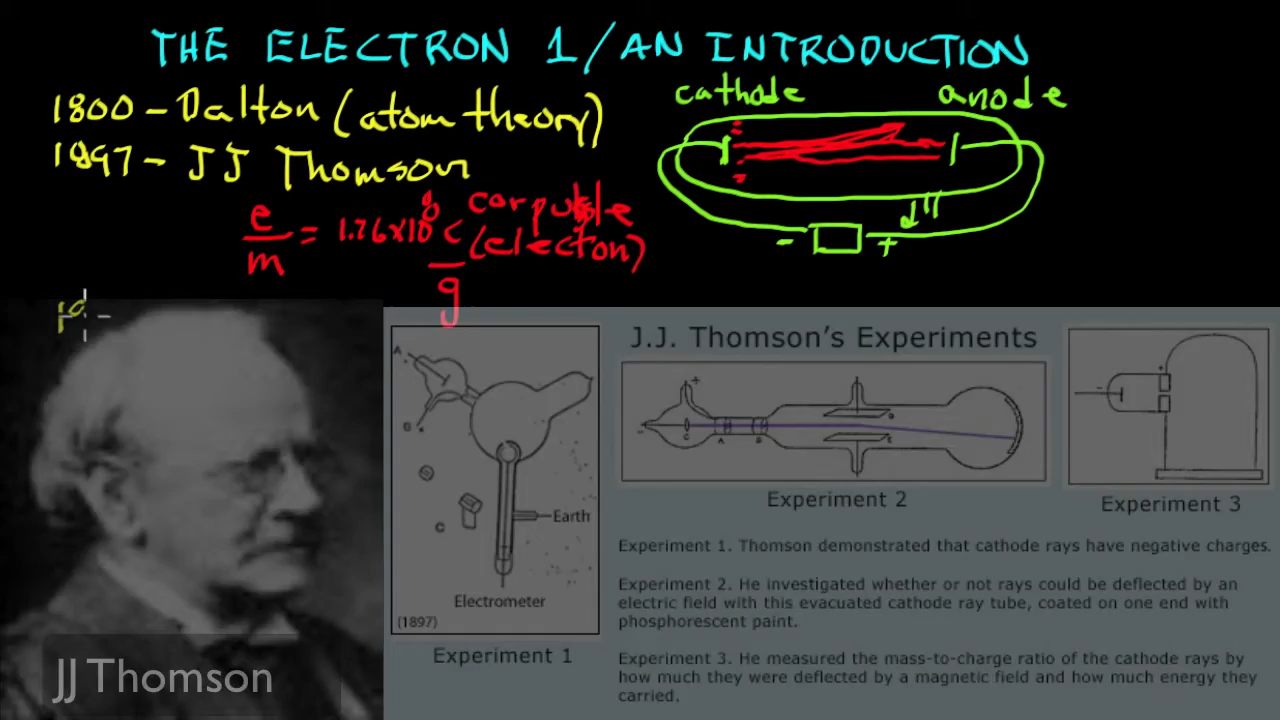 THE ELECTRON 1/AN INTRODUCTION
1800 - Dalton (atom theory)
1897 - JJ Thomson
cathode
anode
e/m = 1.76x10^8 C/g
(electon)
- +
J.J. Thomson's Experiments
A
C
Earth
Electrometer
(1897)
Experiment 1
- + C A
Experiment 2
- +
Experiment 3
Experiment 1. Thomson demonstrated that cathode rays have negative charges.
Experiment 2. He investigated whether or not rays could be deflected by an
electric field with this evacuated cathode ray tube, coated on one end with
phosphorescent paint.
Experiment 3. He measured the mass-to-charge ratio of the cathode rays by
how much they were deflected by a magnetic field and how much energy they
carried.
JJ Thomson